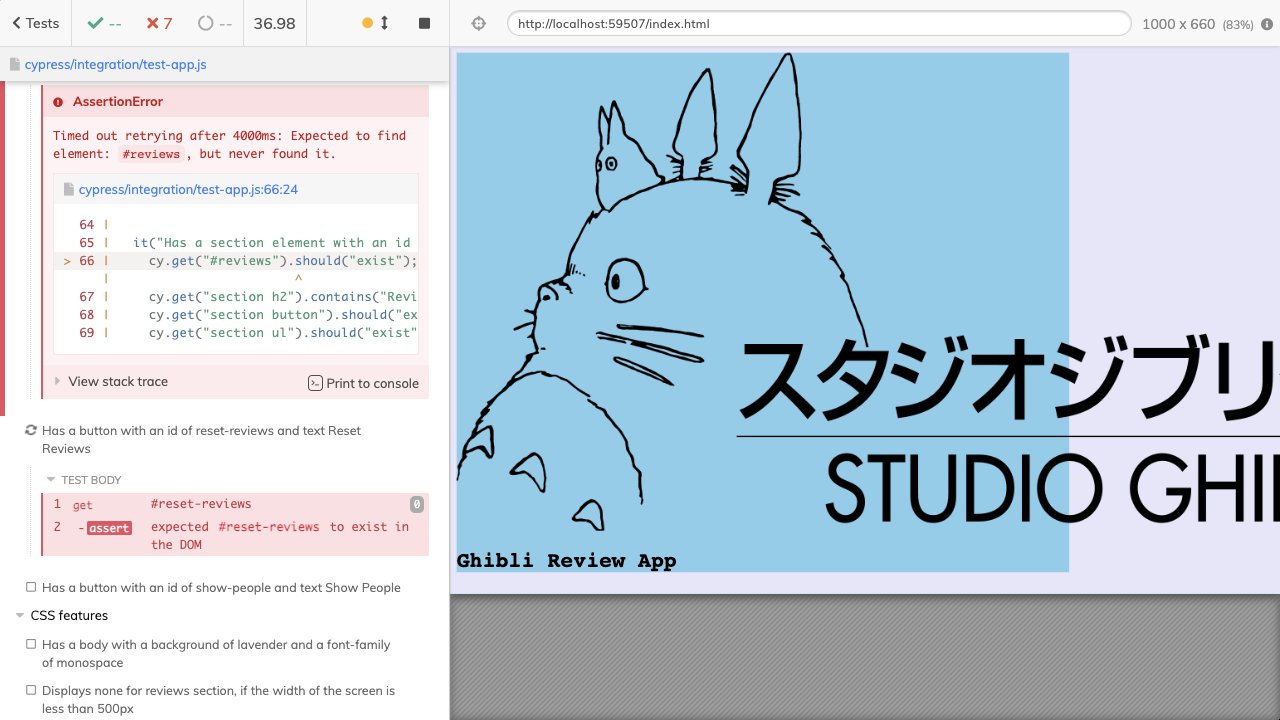 Tests
--
7
--
36.98
http://localhost:59507/index.html
1000 x 660 (83%)
cypress/integration/test-app.js
AssertionError
Timed out retrying after 4000ms: Expected to find
element: #reviews, but never found it.
cypress/integration/test-app.js:66:24
64 |
65 | it("Has a section element with an id
> 66 | cy.get("#reviews").should("exist");
| ^
67 | cy.get("section h2").contains("Revi
68 | cy.get("section button").should("ex
69 | cy.get("section ul").should("exist"
View stack trace
Print to console
Has a button with an id of reset-reviews and text Reset
Reviews
TEST BODY
1 get #reset-reviews 0
2 -assert expected #reset-reviews to exist in
the DOM
Has a button with an id of show-people and text Show People
CSS features
Has a body with a background of lavender and a font-family
of monospace
Displays none for reviews section, if the width of the screen is
less than 500px
スタジオジブリ
STUDIO GHI
Ghibli Review App